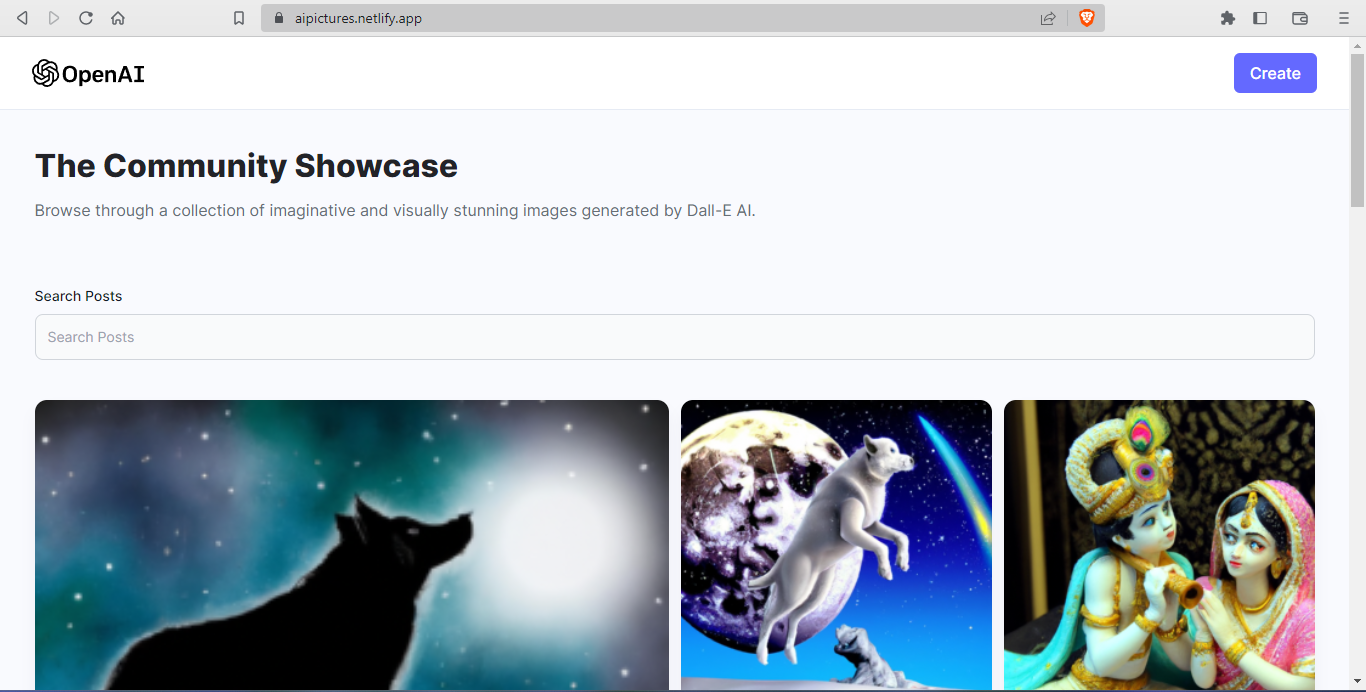 aipictures.netlify.app
OpenAI
Create
The Community Showcase
Browse through a collection of imaginative and visually stunning images generated by Dall-E AI.
Search Posts
Search Posts